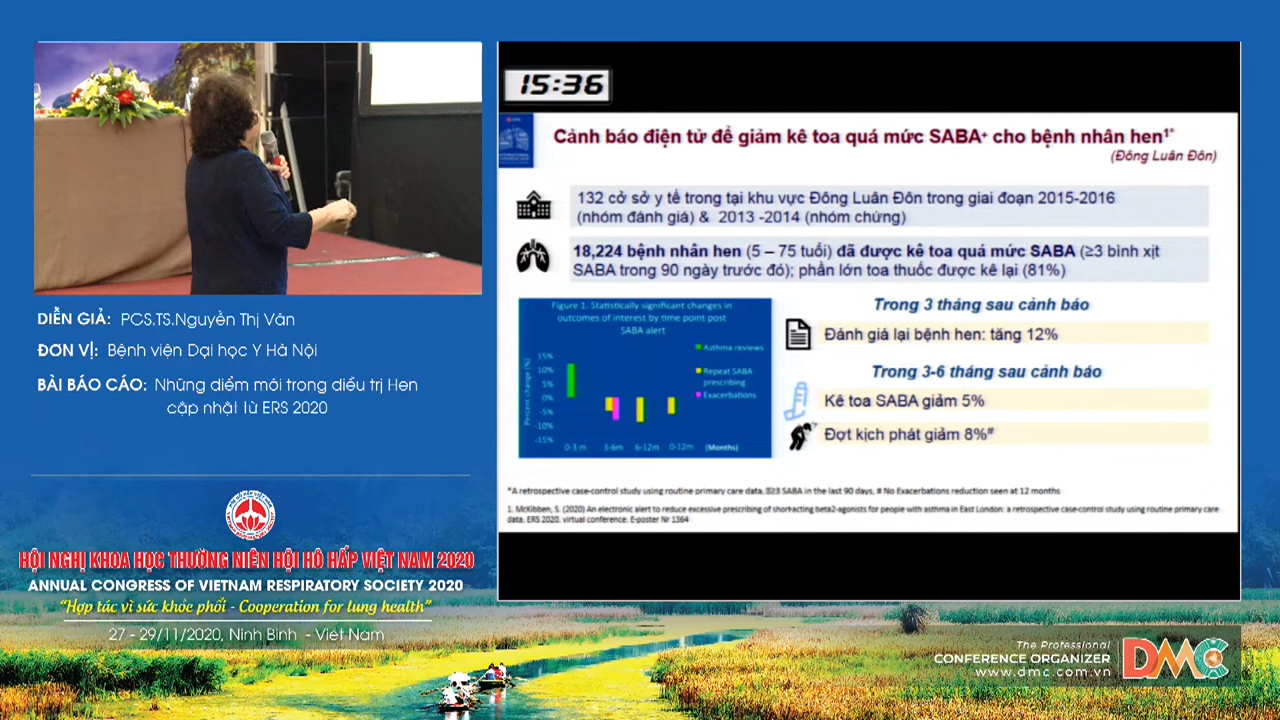 15:36
Cảnh báo điện tử để giảm kê toa quá mức SABA⁺ cho bệnh nhân hen¹*
(Đông Luân Đôn)
132 cở sở y tế trong tại khu vực Đông Luân Đôn trong giai đoạn 2015-2016
(nhóm đánh giá) & 2013 -2014 (nhóm chứng)
18,224 bệnh nhân hen (5 – 75 tuổi) đã được kê toa quá mức SABA (≥3 bình xịt
SABA trong 90 ngày trước đó); phần lớn toa thuốc được kê lại (81%)
Figure 1. Statistically significant changes in
outcomes of interest by time point post
SABA alert
Percent change (%)
15%
10%
5%
0%
-5%
-10%
-15%
Asthma reviews
Repeat SABA
prescribing
Exacerbations
0-3 m 3-6m 6-12m 0-12m (Months)
Trong 3 tháng sau cảnh báo
Đánh giá lại bệnh hen: tăng 12%
Trong 3-6 tháng sau cảnh báo
Kê toa SABA giảm 5%
Đợt kịch phát giảm 8%#
*A retrospective case-control study using routine primary care data, SABA in the last 90 days, # No Exacerbations reduction seen at 12 months
1. McKibben, S. (2020) An electronic alert to reduce excessive prescribing of short-acting beta2-agonists for people with asthma in East London: a retrospective case-control study using routine primary care
data. ERS 2020. virtual conference. E-poster Nr 1364
DIỄN GIẢ: PGS.TS.Nguyễn Thị Vân
ĐƠN VỊ: Bệnh viện Đại học Y Hà Nội
BÀI BÁO CÁO: Những điểm mới trong điều trị Hen
cập nhật từ ERS 2020
HỘI NGHỊ KHOA HỌC THƯỜNG NIÊN HỘI HÔ HẤP VIỆT NAM 2020
ANNUAL CONGRESS OF VIETNAM RESPIRATORY SOCIETY 2020
"Hợp tác vì sức khỏe phổi - Cooperation for lung health"
27 - 29/11/2020, Ninh Bình - Việt Nam
The Professional
CONFERENCE ORGANIZER
www.dmc.com.vn
DMC